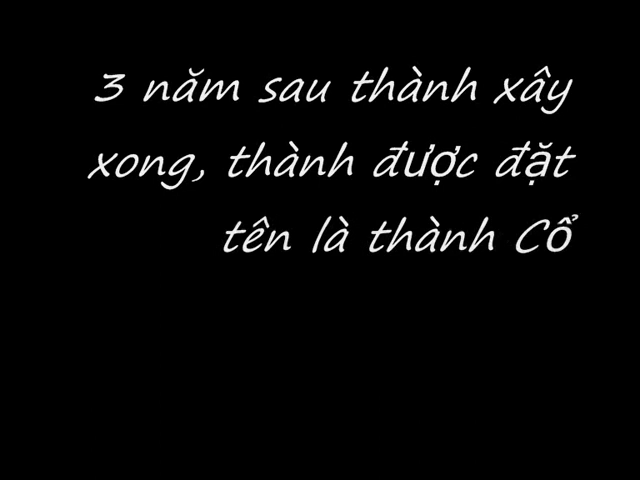 3 năm sau thành xây
xong, thành được đặt
tên là thành Cổ